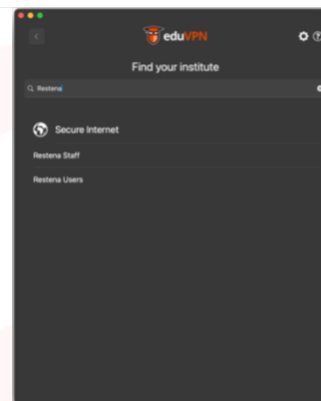 eduVPN
Find your institute
Restena
Secure Internet
Restena Staff
Restena Users